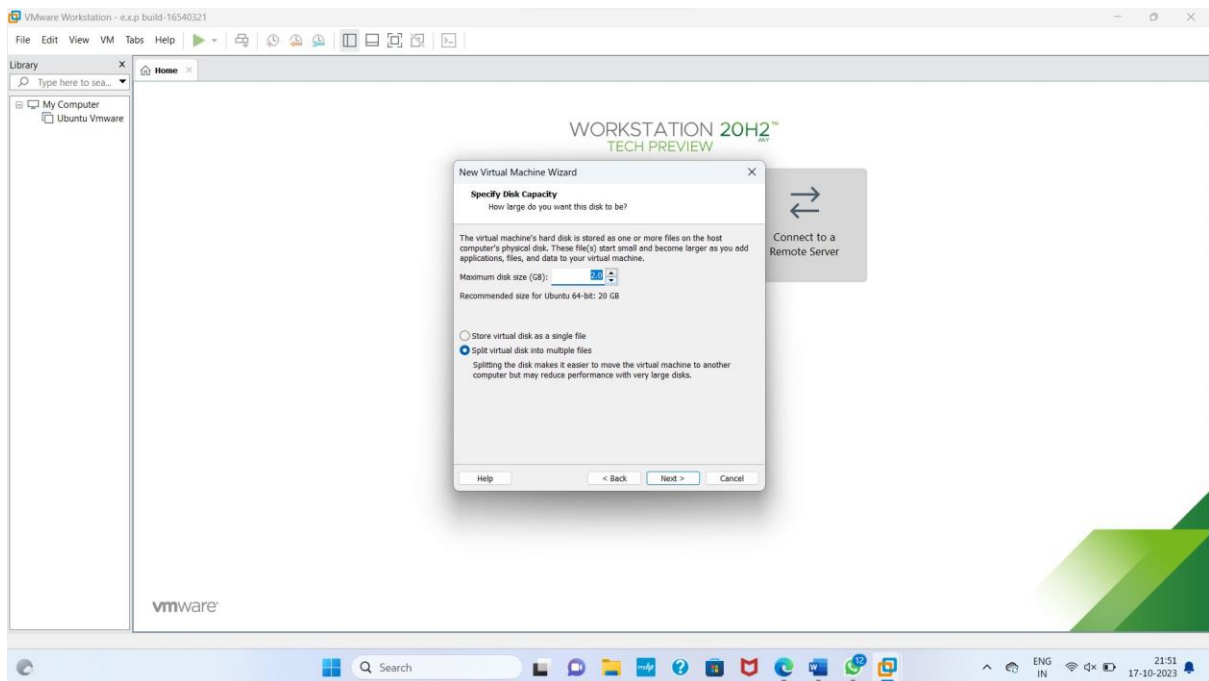 VMware Workstation - e.x.p build-16540321
File Edit View VM Tabs Help
Library X
Home
Type here to sea...
My Computer
Ubuntu Vmware
WORKSTATION 20H2™
JULY
TECH PREVIEW
New Virtual Machine Wizard
Specify Disk Capacity
How large do you want this disk to be?
The virtual machine's hard disk is stored as one or more files on the host
computer's physical disk. These file(s) start small and become larger as you add
applications, files, and data to your virtual machine.
Maximum disk size (GB): 2.0
Recommended size for Ubuntu 64-bit: 20 GB
Store virtual disk as a single file
Split virtual disk into multiple files
Splitting the disk makes it easier to move the virtual machine to another
computer but may reduce performance with very large disks.
Help < Back Next > Cancel
Connect to a
Remote Server
vmware
Search
12
ENG
IN
21:51
17-10-2023